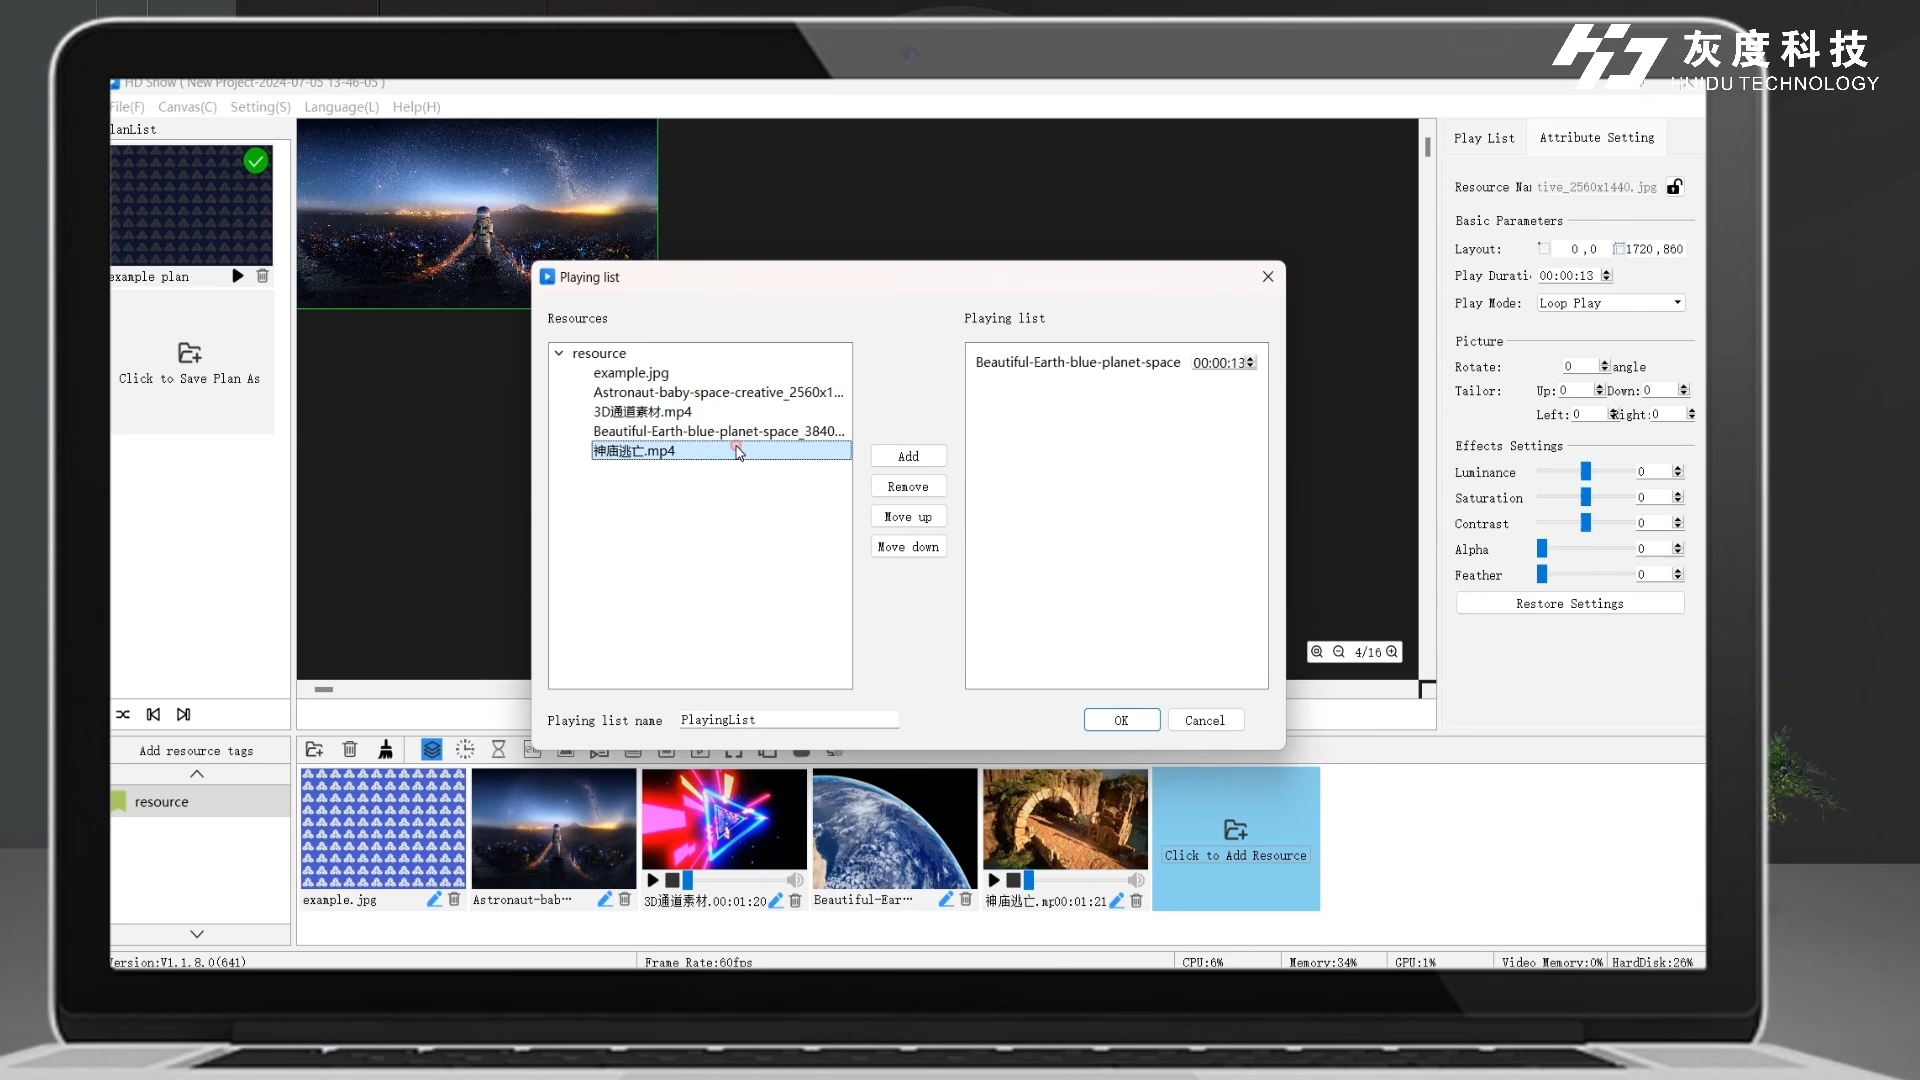 灰度科技
HUIDU TECHNOLOGY
HD Show ( New Project-2024-07-05 13-46-05 )
File(F) Canvas(C) Setting(S) Language(L) Help(H)
lanList
example plan
Click to Save Plan As
Play List Attribute Setting
Resource Nar tive_2560x1440.jpg
Basic Parameters
Layout: 0 ,0 1720 ,860
Play Durati 00:00:13
Play Mode: Loop Play
Picture
Rotate: 0 angle
Tailor: Up: 0 Down: 0
Left: 0 Right: 0
Effects Settings
Luminance 0
Saturation 0
Contrast 0
Alpha 0
Feather 0
Restore Settings
Playing list
Resources
resource
example.jpg
Astronaut-baby-space-creative_2560x1...
3D通道素材.mp4
Beautiful-Earth-blue-planet-space_3840...
神庙逃亡.mp4
Add
Remove
Move up
Move down
Playing list
Beautiful-Earth-blue-planet-space 00:00:13
Playing list name PlayingList
OK Cancel
4/16
Add resource tags
resource
example.jpg
Astronaut-bab…
3D通道素材.00:01:20
Beautiful-Ear…
神庙逃亡.mp00:01:21
Click to Add Resource
Version:V1.1.8.0(641)
Frame Rate:60fps
CPU:6%
Memory:34%
GPU:1%
Video Memory:0%
HardDisk:26%